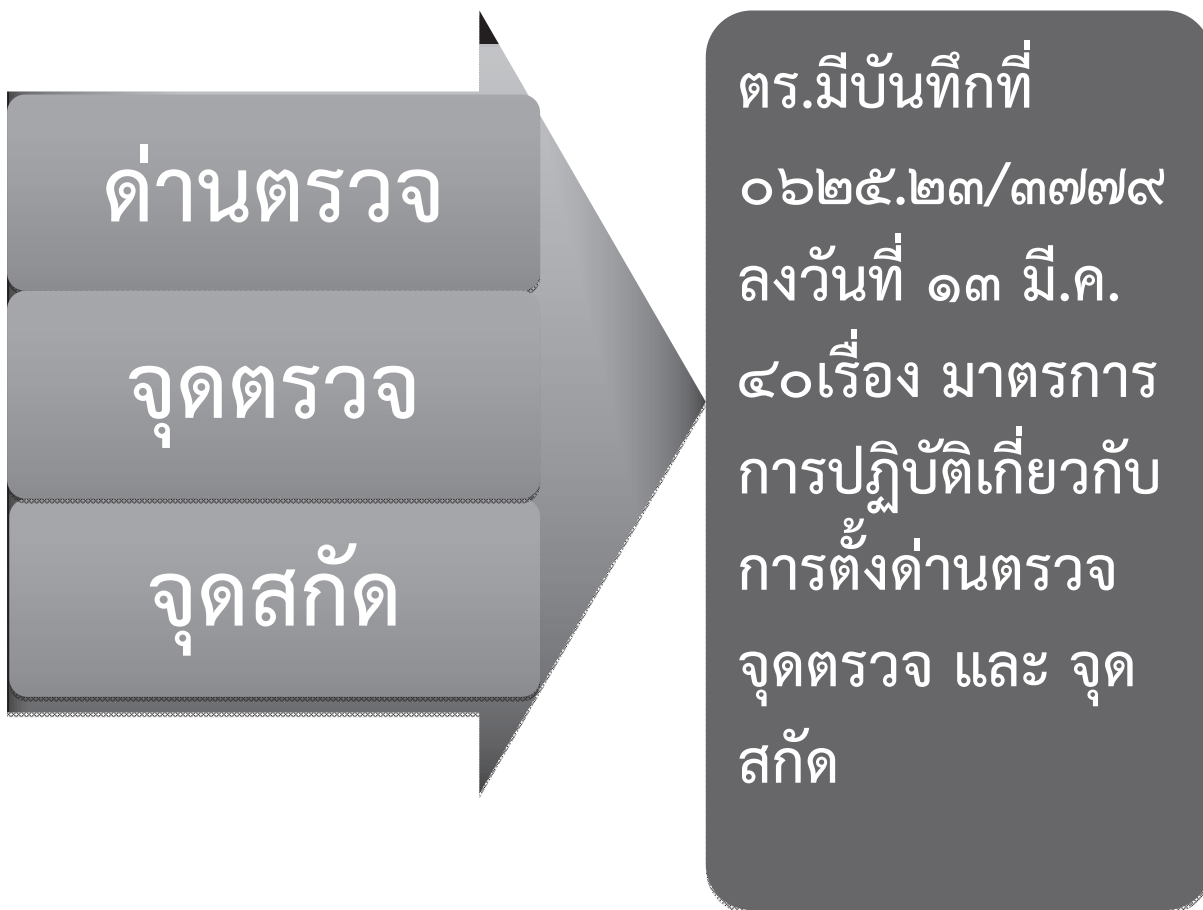 ด่านตรวจ
จุดตรวจ
จุดสกัด
ตร.มีบันทึกที่
๐๖๒๕.๒๓/๓๗๗๙
ลงวันที่ ๑๓ มี.ค.
๔๐เรื่อง มาตรการ
การปฏิบัติเกี่ยวกับ
การตั้งด่านตรวจ
จุดตรวจ และ จุด
สกัด